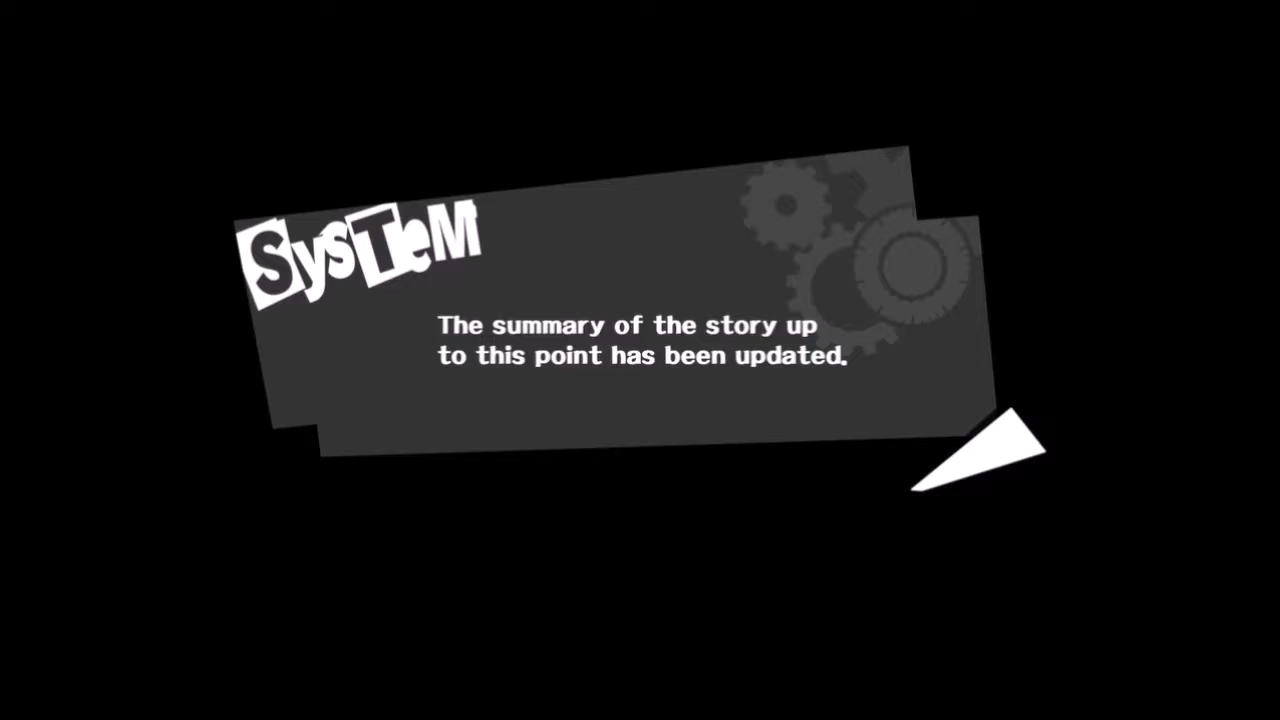 SysTeM
The summary of the story up
to this point has been updated.